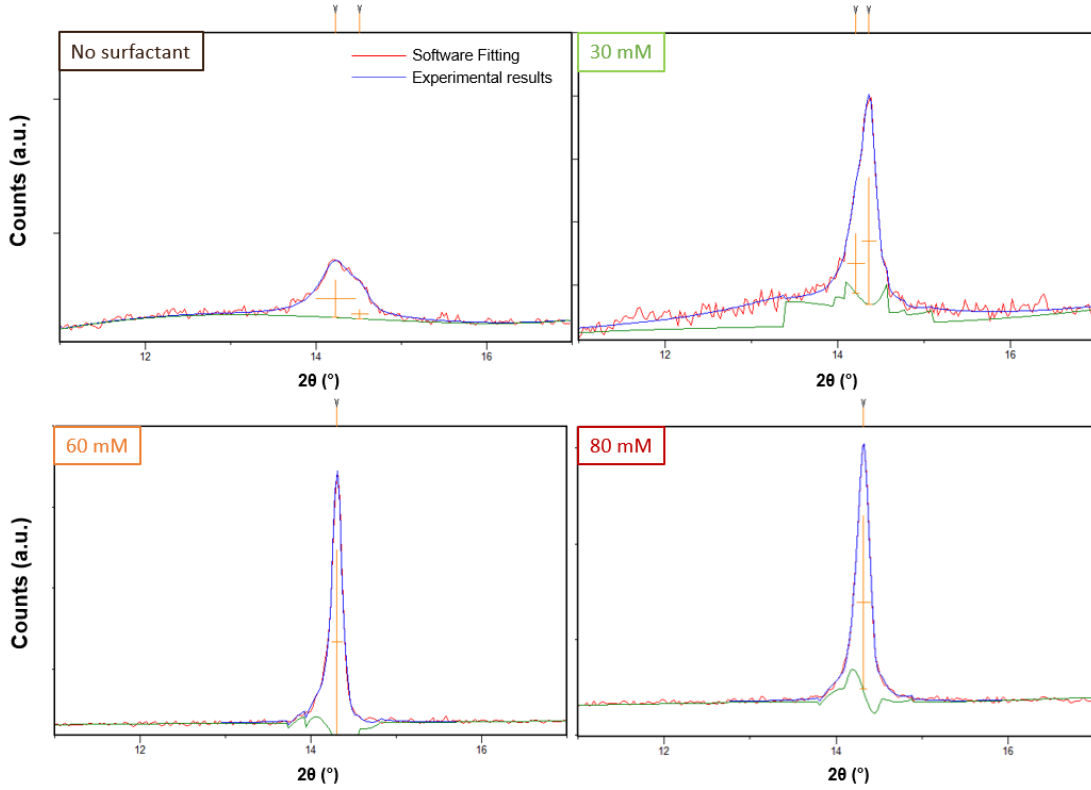 No surfactant
Software Fitting
Experimental results
Counts (a.u.)
12
14
16
2θ (°)
30 mM
12
14
16
2θ (°)
60 mM
Counts (a.u.)
12
14
16
2θ (°)
80 mM
12
14
16
2θ (°)